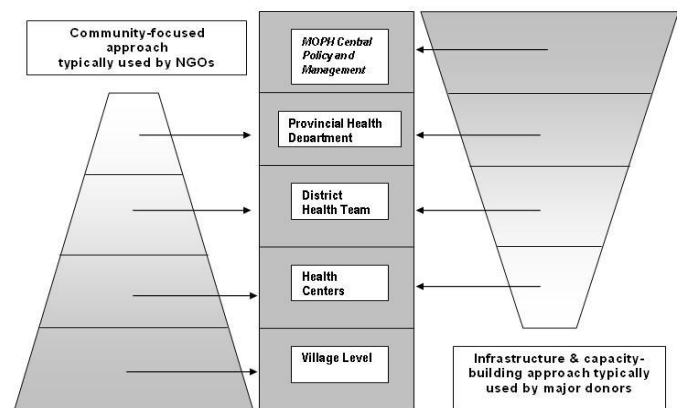 Community-focused
approach
typically used by NGOs
MOPH Central
Policy and
Management
Provincial Health
Department
District
Health Team
Health
Centers
Village Level
Infrastructure & capacity-
building approach typically
used by major donors